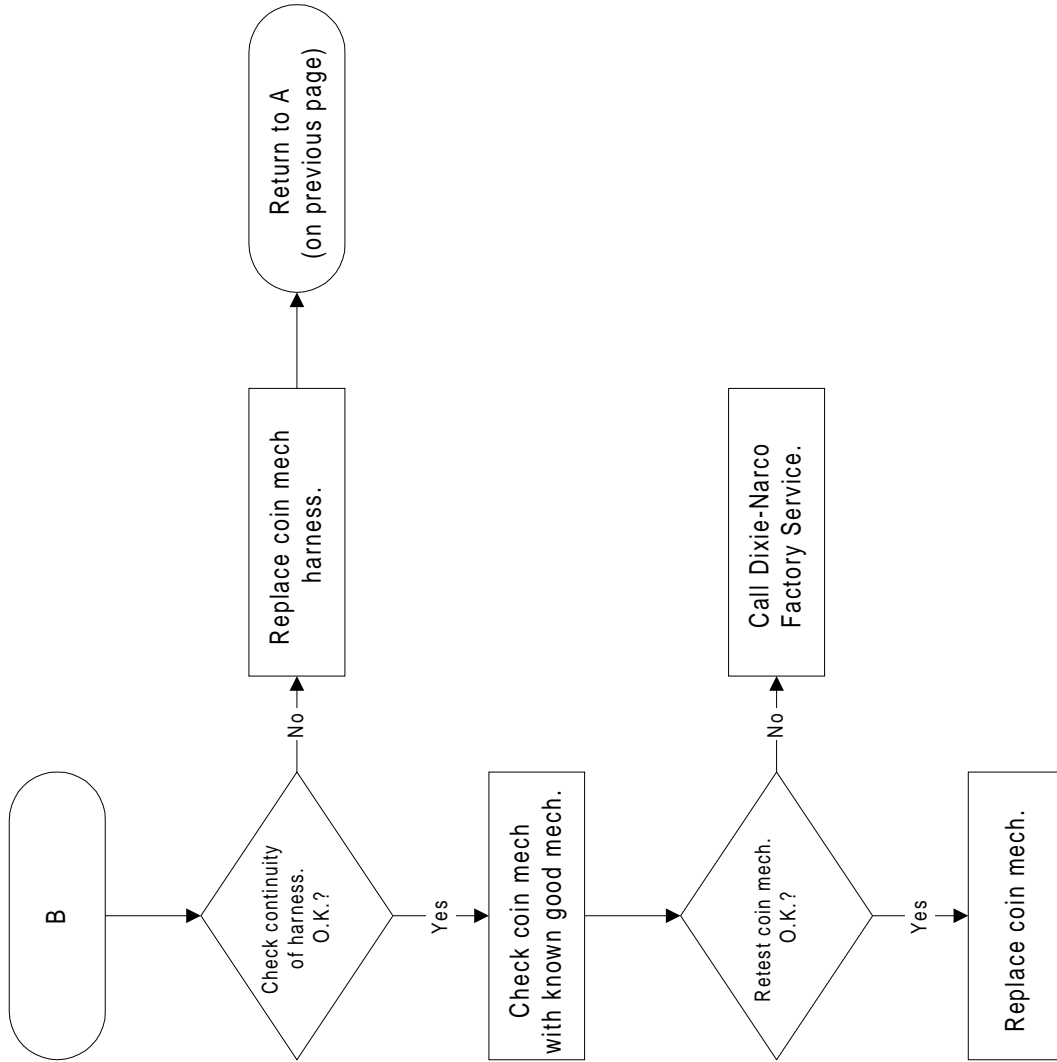 B
Check continuity
of harness.
O.K.?
No
Replace coin mech
harness.
Return to A
(on previous page)
Yes
Check coin mech
with known good mech.
Retest coin mech.
O.K.?
No
Call Dixie-Narco
Factory Service.
Yes
Replace coin mech.